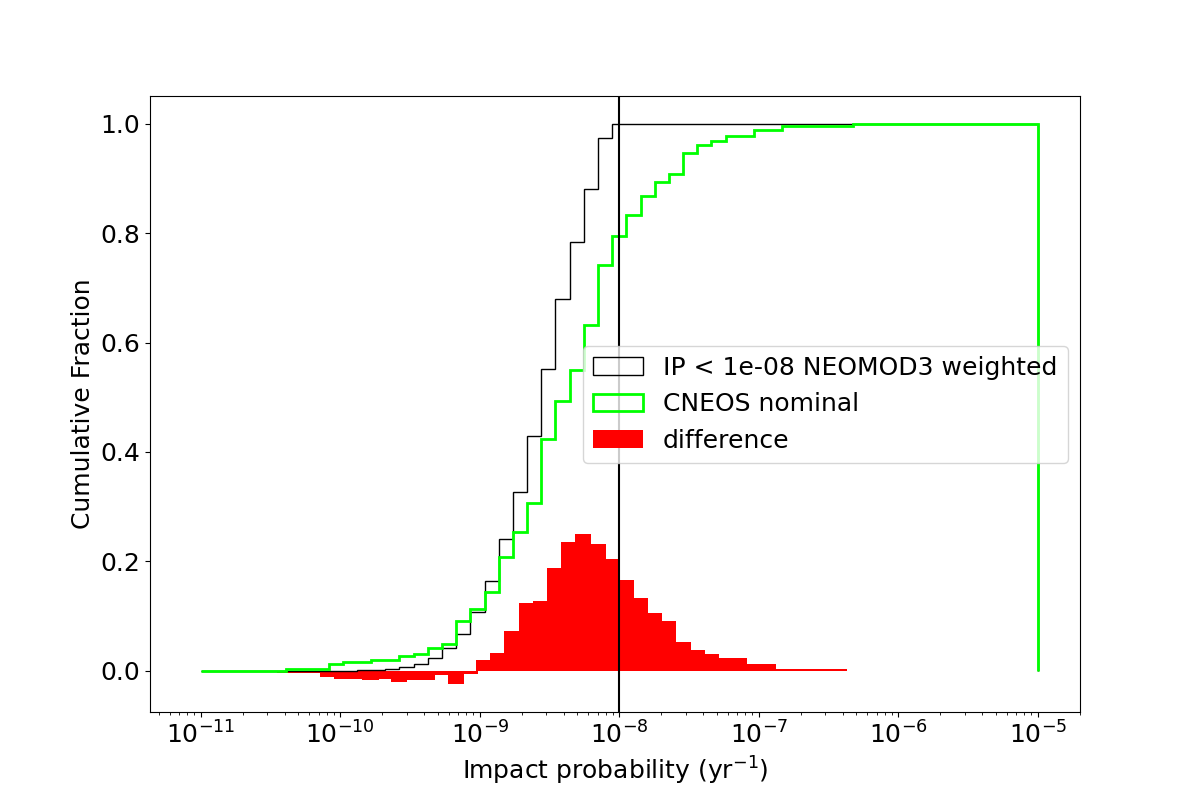 1.0
0.8
0.6
0.4
0.2
0.0
Cumulative Fraction
IP < 1e-08 NEOMOD3 weighted
CNEOS nominal
difference
10⁻¹¹ 10⁻¹⁰ 10⁻⁹ 10⁻⁸ 10⁻⁷ 10⁻⁶ 10⁻⁵
Impact probability (yr⁻¹)